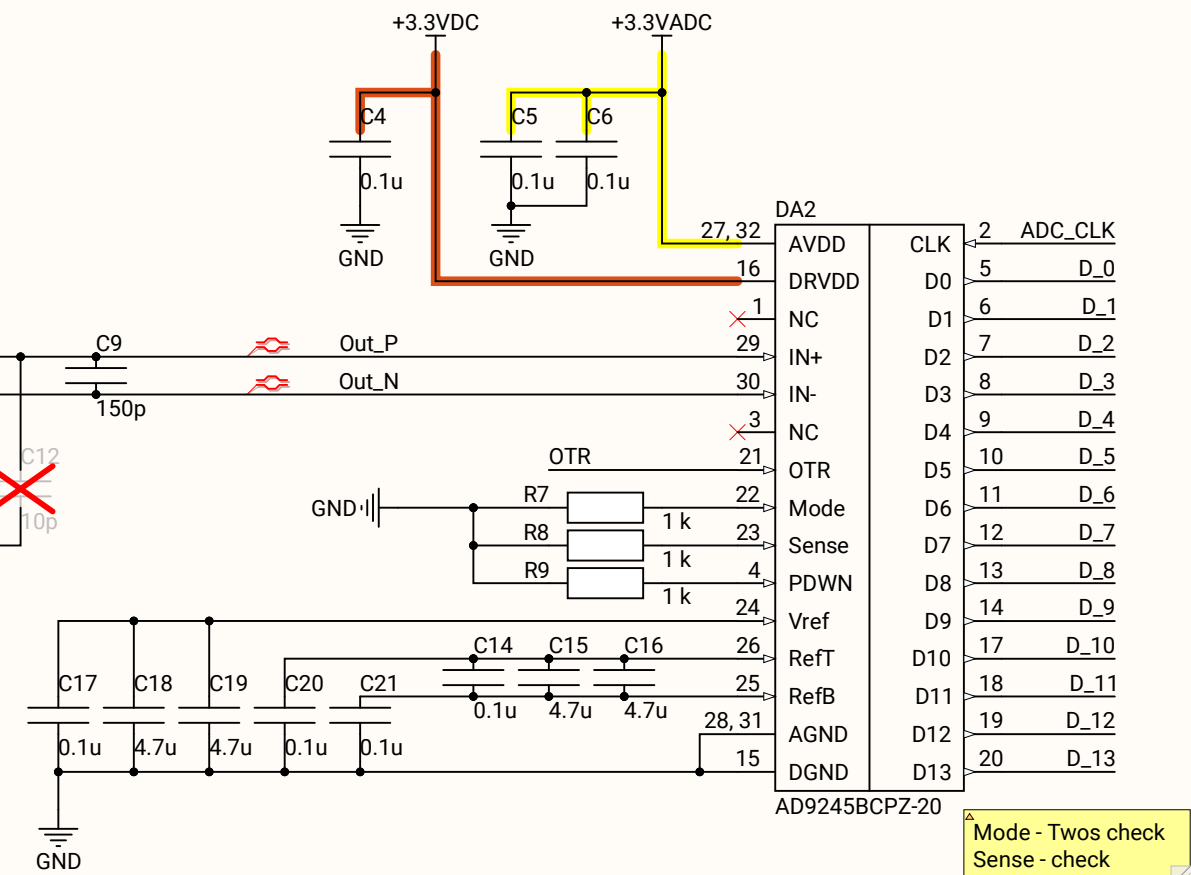 +3.3VDC +3.3VADC
C4 C5 C6
0.1u 0.1u 0.1u
GND GND
DA2
27, 32 AVDD CLK 2 ADC_CLK
16 DRVDD D0 5 D_0
1 NC D1 6 D_1
C9 Out_P 29 IN+ D2 7 D_2
Out_N 30 IN- D3 8 D_3
150p
3 NC D4 9 D_4
C12 OTR 21 OTR D5 10 D_5
GND R7 22 Mode D6 11 D_6
10p 1 k
R8 23 Sense D7 12 D_7
1 k
R9 4 PDWN D8 13 D_8
1 k
24 Vref D9 14 D_9
C14 C15 C16 26 RefT D10 17 D_10
C17 C18 C19 C20 C21 25 RefB D11 18 D_11
0.1u 4.7u 4.7u
28, 31 AGND D12 19 D_12
0.1u 4.7u 4.7u 0.1u 0.1u
15 DGND D13 20 D_13
AD9245BCPZ-20
GND
Mode - Twos check
Sense - check